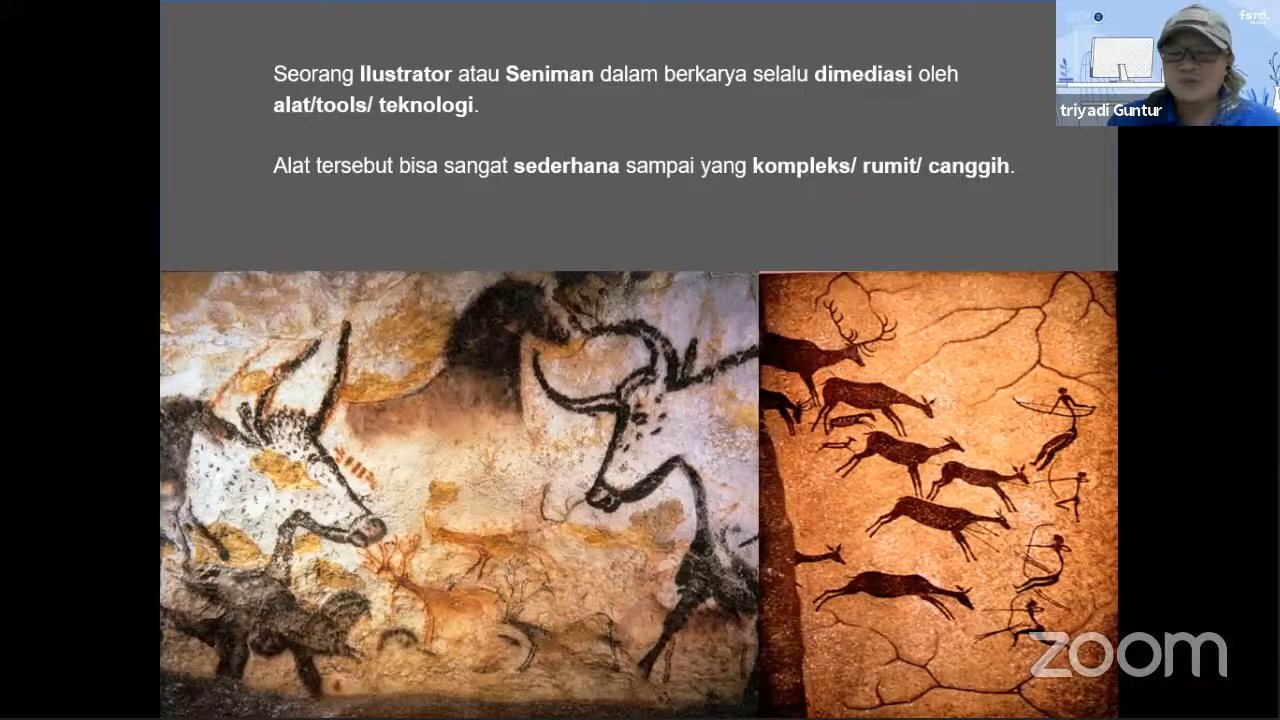 Seorang Ilustrator atau Seniman dalam berkarya selalu dimediasi oleh
alat/tools/ teknologi.
Alat tersebut bisa sangat sederhana sampai yang kompleks/ rumit/ canggih.
fsrd.
triyadi Guntur
zoom